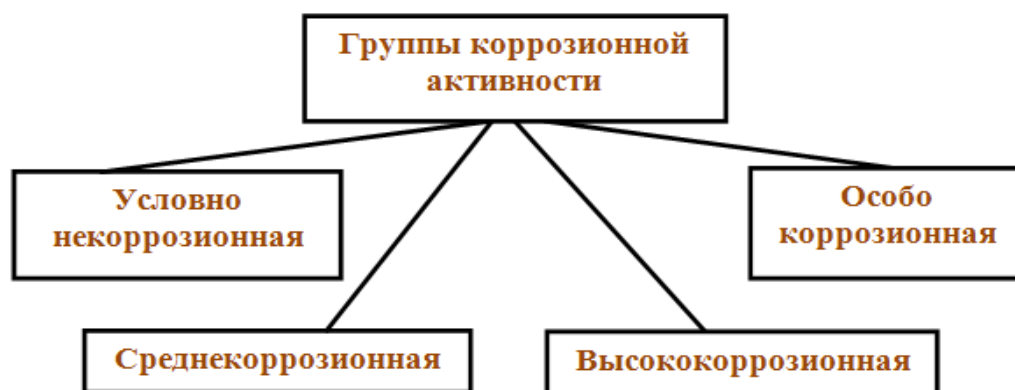 Группы коррозионной
активности
Условно
некоррозионная
Особо
коррозионная
Среднекоррозионная
Высококоррозионная